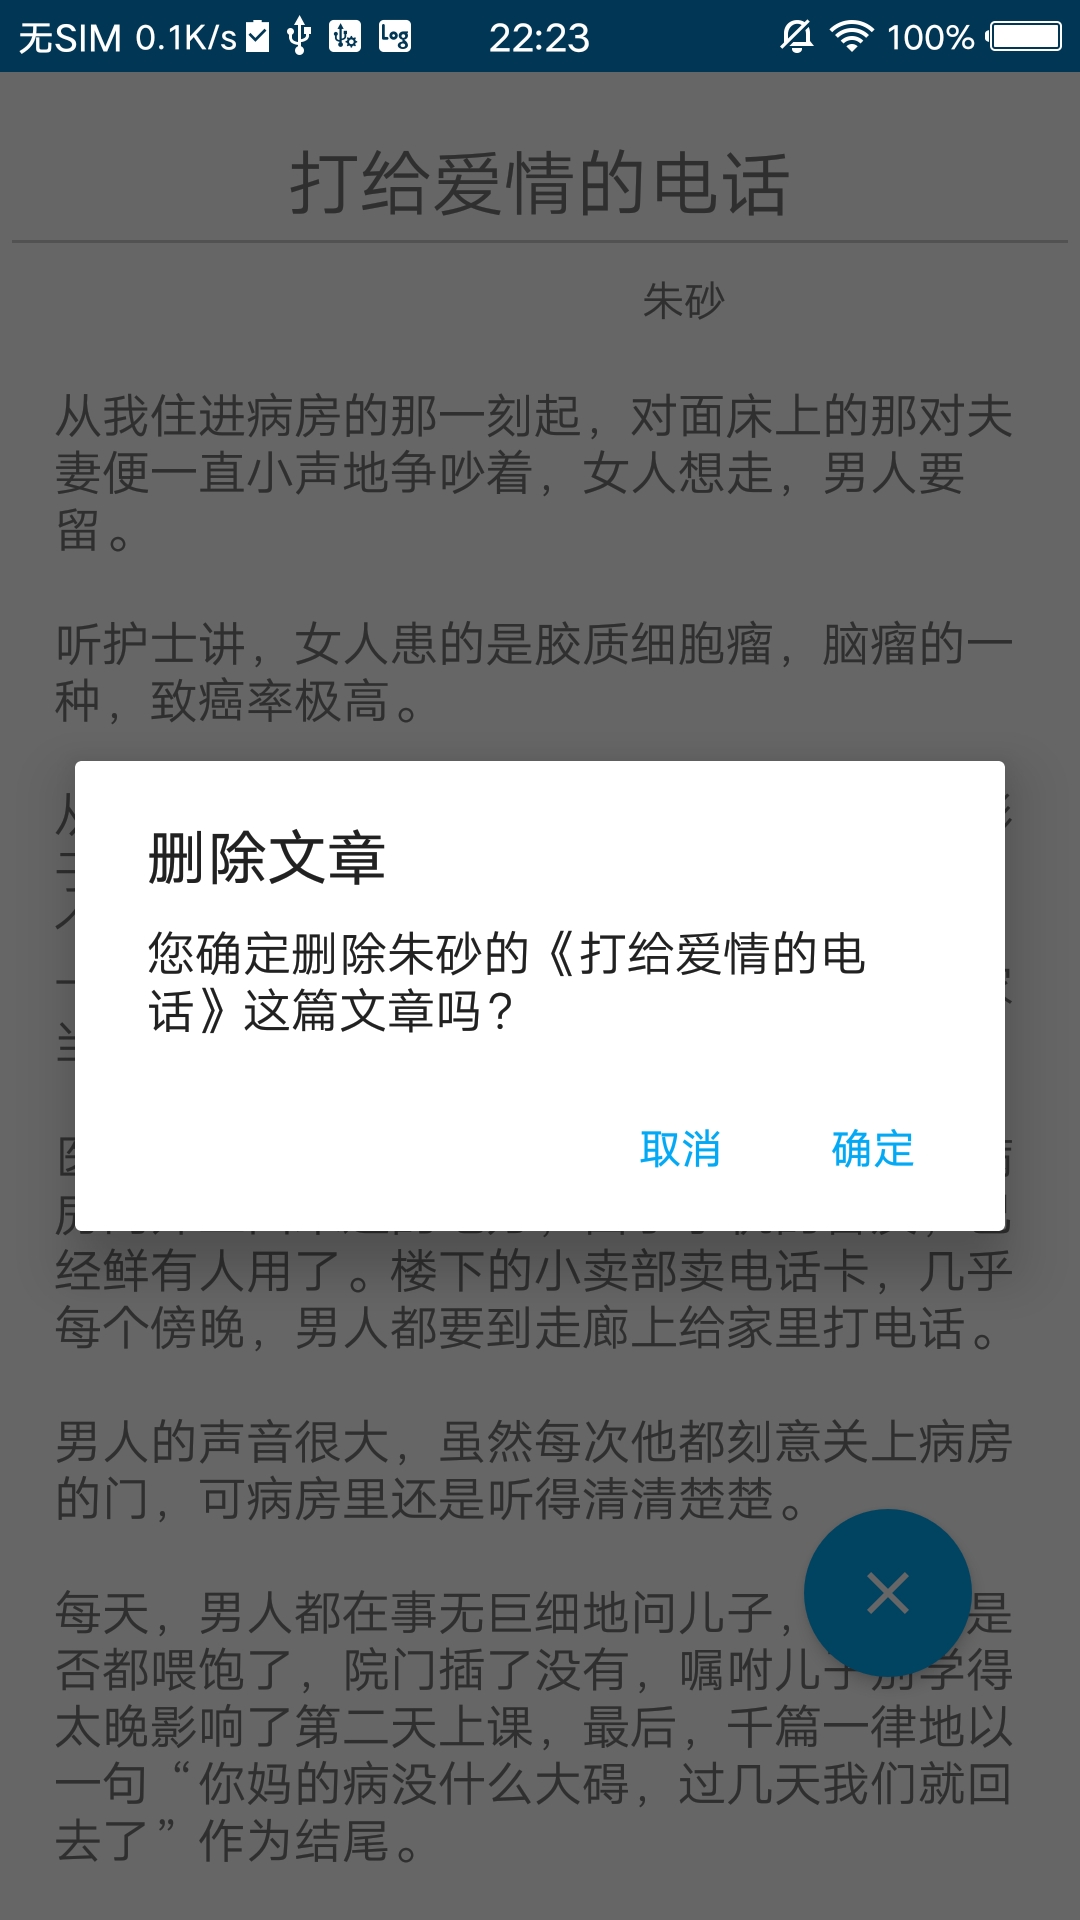 无SIM 0.1K/s Log 22:23 100%
打给爱情的电话
朱砂
从我住进病房的那一刻起，对面床上的那对夫
妻便一直小声地争吵着，女人想走，男人要
留。
听护士讲，女人患的是胶质细胞瘤，脑瘤的一
种，致癌率极高。
删除文章
您确定删除朱砂的《打给爱情的电
话》这篇文章吗？
取消 确定
经鲜有人用了。楼下的小卖部卖电话卡，几乎
每个傍晚，男人都要到走廊上给家里打电话。
男人的声音很大，虽然每次他都刻意关上病房
的门，可病房里还是听得清清楚楚。
每天，男人都在事无巨细地问儿子，是
否都喂饱了，院门插了没有，嘱咐儿子别学得
太晚影响了第二天上课，最后，千篇一律地以
一句“你妈的病没什么大碍，过几天我们就回
去了”作为结尾。